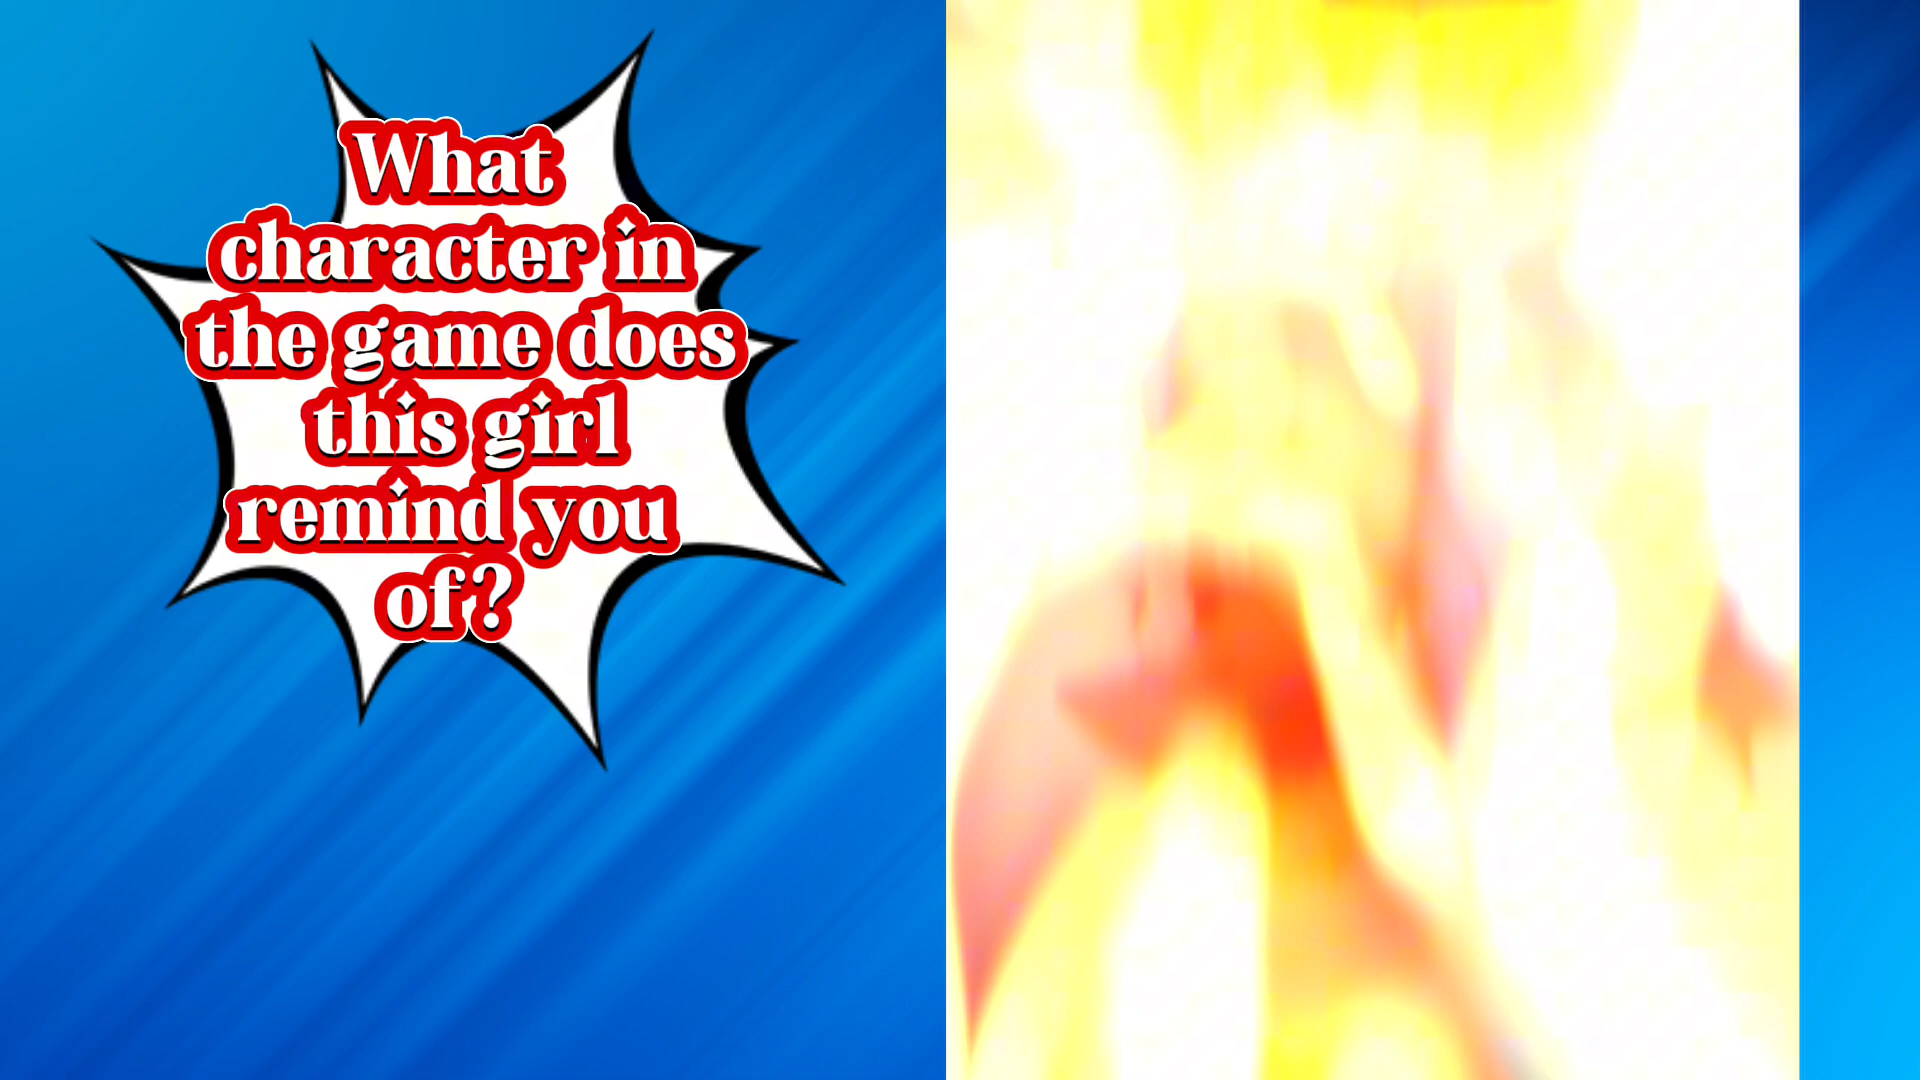 What
character in
the game does
this girl
remind you
of?